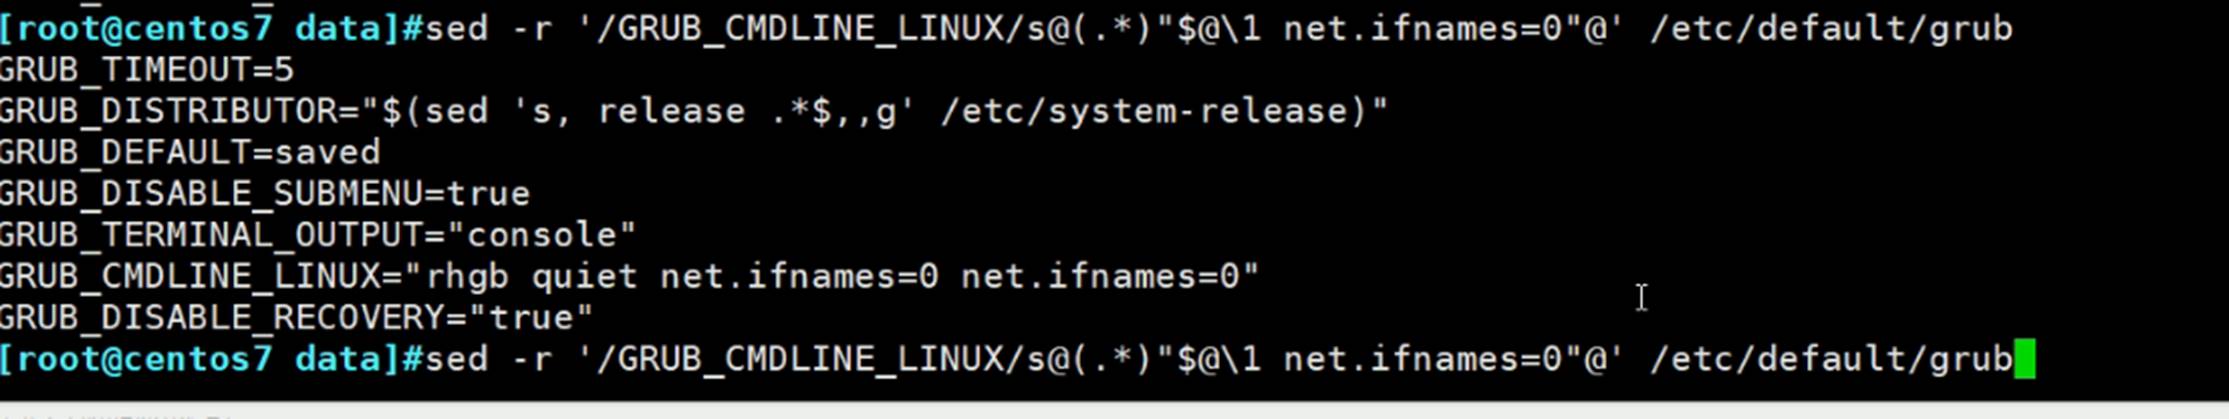 [root@centos7 data]#sed -r '/GRUB_CMDLINE_LINUX/s@(.*)"$@\1 net.ifnames=0"@' /etc/default/grub
GRUB_TIMEOUT=5
GRUB_DISTRIBUTOR="$(sed 's, release .*$,,g' /etc/system-release)"
GRUB_DEFAULT=saved
GRUB_DISABLE_SUBMENU=true
GRUB_TERMINAL_OUTPUT="console"
GRUB_CMDLINE_LINUX="rhgb quiet net.ifnames=0 net.ifnames=0"
GRUB_DISABLE_RECOVERY="true"
[root@centos7 data]#sed -r '/GRUB_CMDLINE_LINUX/s@(.*)"$@\1 net.ifnames=0"@' /etc/default/grub